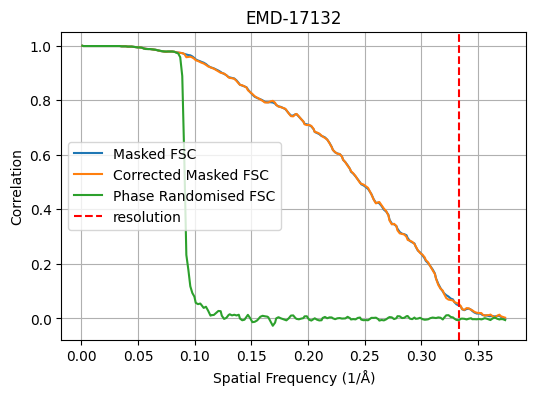 EMD-17132
1.0
0.8
0.6
0.4
0.2
0.0
Correlation
Masked FSC
Corrected Masked FSC
Phase Randomised FSC
resolution
0.00 0.05 0.10 0.15 0.20 0.25 0.30 0.35
Spatial Frequency (1/Å)